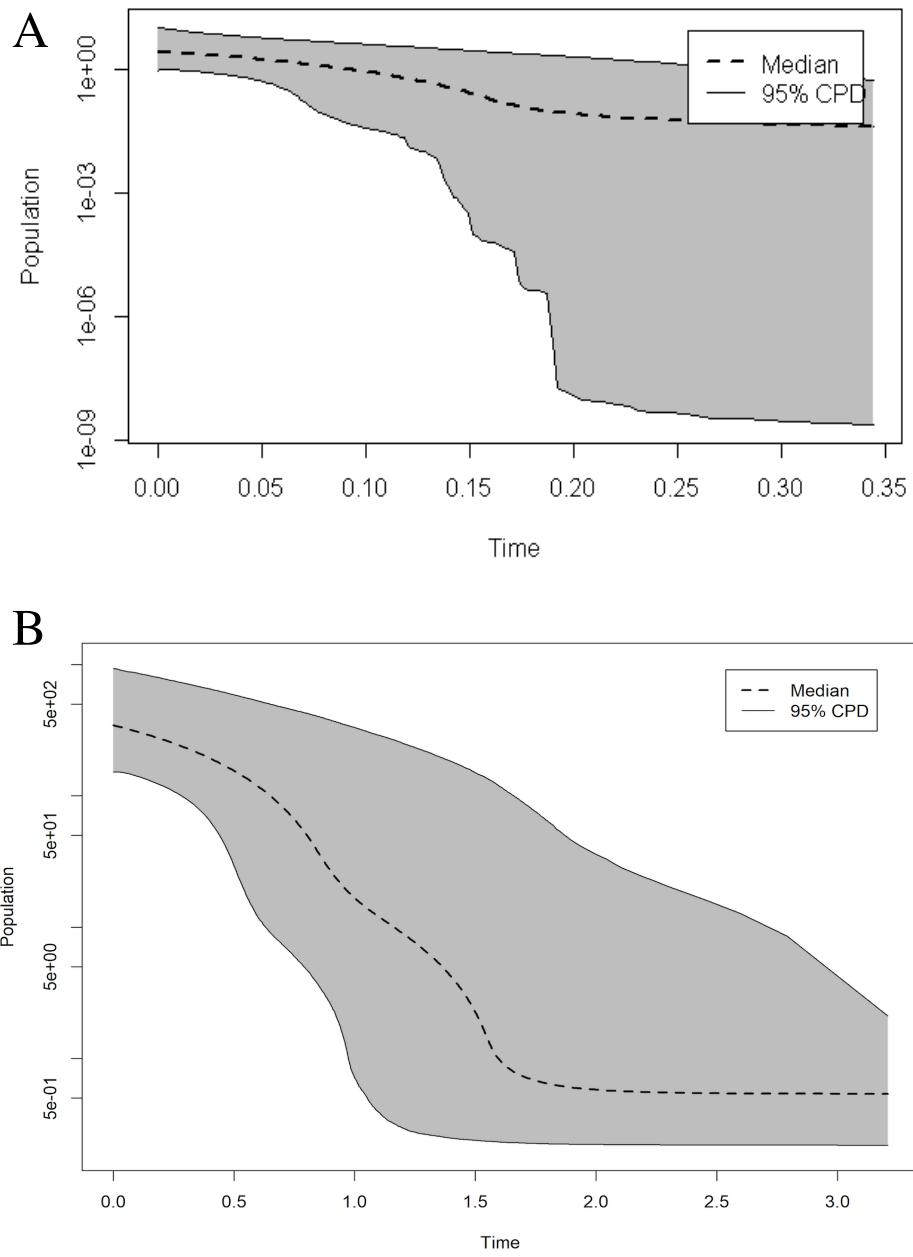 A
1e+00
1e-03
1e-06
1e-09
Population
Median
95% CPD
0.00 0.05 0.10 0.15 0.20 0.25 0.30 0.35
Time
B
5e+02
5e+01
5e+00
5e-01
Population
Median
95% CPD
0.0 0.5 1.0 1.5 2.0 2.5 3.0
Time